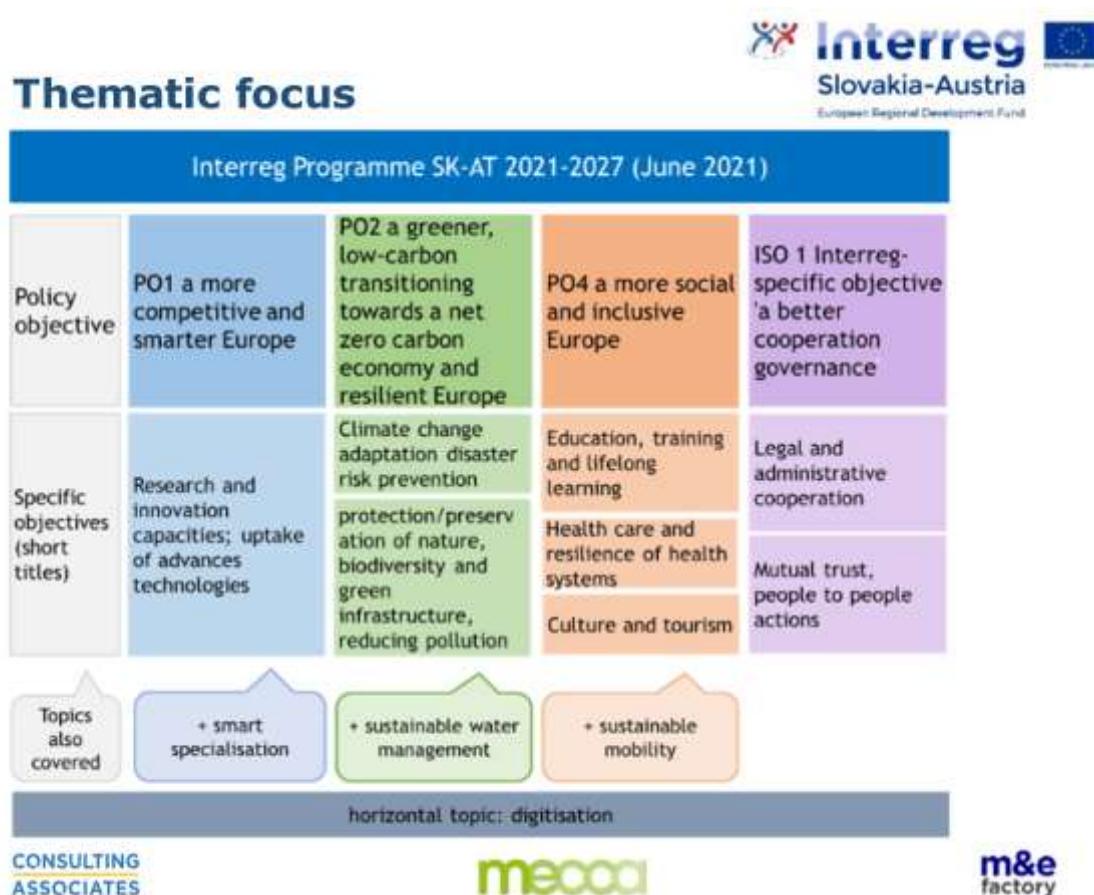 Interreg
Slovakia-Austria
European Regional Development Fund
Thematic focus
Interreg Programme SK-AT 2021-2027 (June 2021)
Policy
objective
PO1 a more
competitive and
smarter Europe
PO2 a greener,
low-carbon
transitioning
towards a net
zero carbon
economy and
resilient Europe
PO4 a more social
and inclusive
Europe
ISO 1 Interreg-
specific objective
'a better
cooperation
governance
Specific
objectives
(short
titles)
Research and
innovation
capacities; uptake
of advances
technologies
Climate change
adaptation disaster
risk prevention
protection/preserv
ation of nature,
biodiversity and
green
infrastructure,
reducing pollution
Education, training
and lifelong
learning
Health care and
resilience of health
systems
Culture and tourism
Legal and
administrative
cooperation
Mutual trust,
people to people
actions
Topics
also
covered
+ smart
specialisation
+ sustainable water
management
+ sustainable
mobility
horizontal topic: digitisation
CONSULTING
ASSOCIATES
mecca
m&e
factory